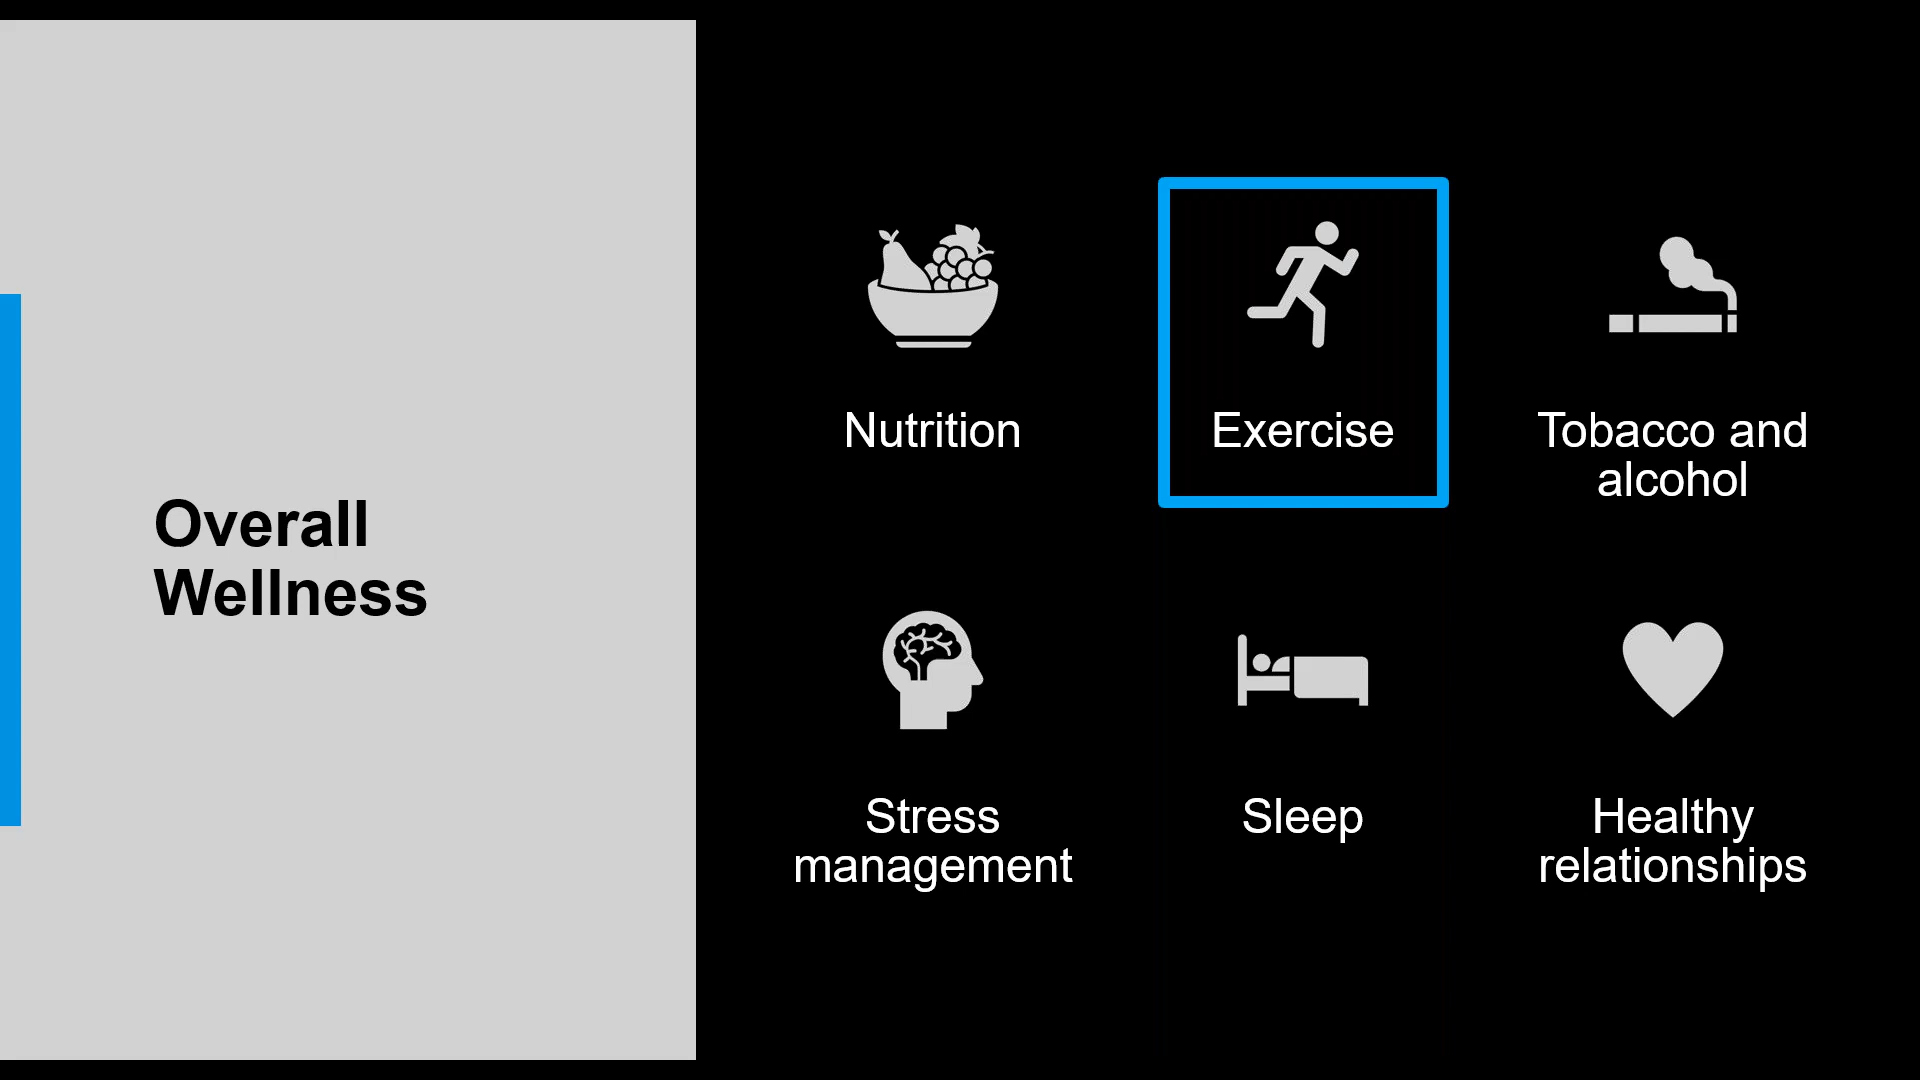 Overall
Wellness
Nutrition
Exercise
Tobacco and
alcohol
Stress
management
Sleep
Healthy
relationships